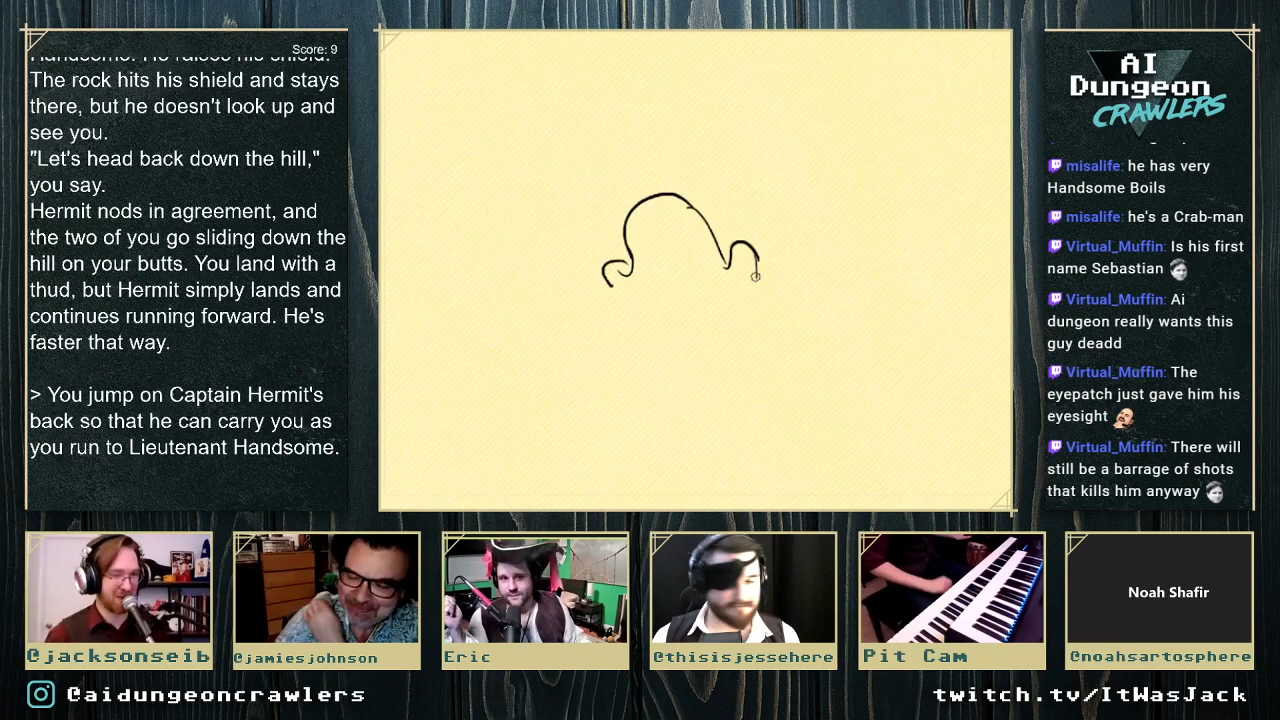 Score: 9
Handsome. He raises his shield.
The rock hits his shield and stays
there, but he doesn't look up and
see you.
"Let's head back down the hill,"
you say.
Hermit nods in agreement, and
the two of you go sliding down the
hill on your butts. You land with a
thud, but Hermit simply lands and
continues running forward. He's
faster that way.
> You jump on Captain Hermit's
back so that he can carry you as
you run to Lieutenant Handsome.
AI
Dungeon
CRAWLERS
misalife: he has very
Handsome Boils
misalife: he's a Crab-man
Virtual_Muffin: Is his first
name Sebastian
Virtual_Muffin: Ai
dungeon really wants this
guy deadd
Virtual_Muffin: The
eyepatch just gave him his
eyesight
Virtual_Muffin: There will
still be a barrage of shots
that kills him anyway
Noah Shafir
@jacksonseib
@jamiesjohnson
Eric
@thisisjessehere
Pit Cam
@noahsartosphere
@aidungeoncrawlers
twitch.tv/ItWasJack